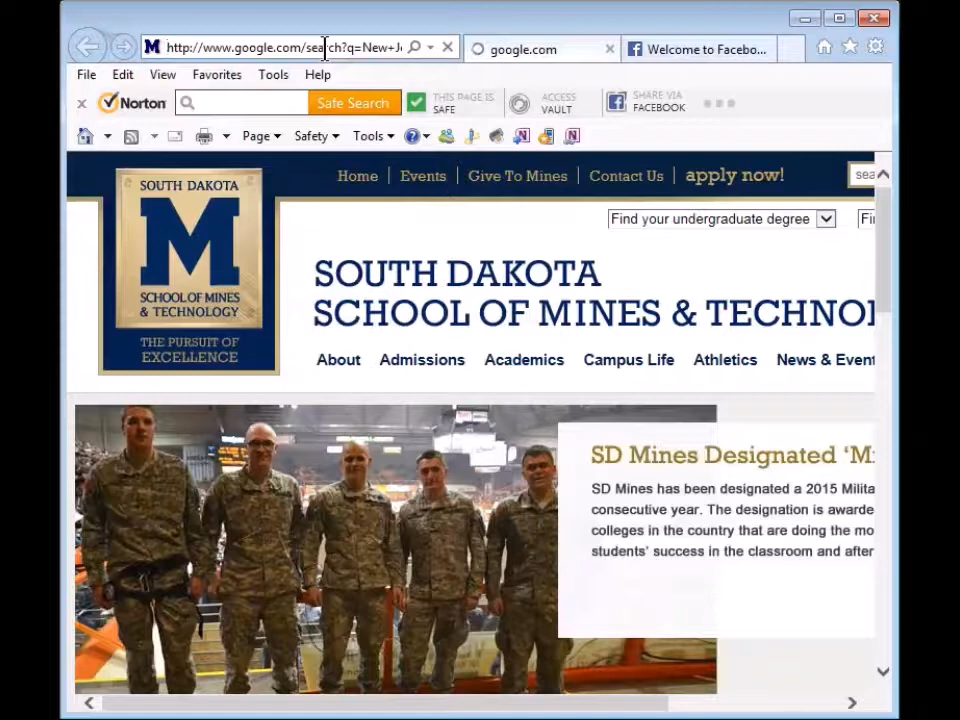 http://www.google.com/search?q=New+J
google.com
Welcome to Facebo...
File Edit View Favorites Tools Help
Norton
Safe Search
THIS PAGE IS
SAFE
ACCESS
VAULT
SHARE VIA
FACEBOOK
Page Safety Tools
SOUTH DAKOTA
M
SCHOOL OF MINES
& TECHNOLOGY
THE PURSUIT OF
EXCELLENCE
Home Events Give To Mines Contact Us apply now!
sea
Find your undergraduate degree
Fi
SOUTH DAKOTA
SCHOOL OF MINES & TECHNO
About Admissions Academics Campus Life Athletics News & Event
SD Mines Designated ‘M
SD Mines has been designated a 2015 Milita
consecutive year. The designation is awarde
colleges in the country that are doing the mo
students’ success in the classroom and after